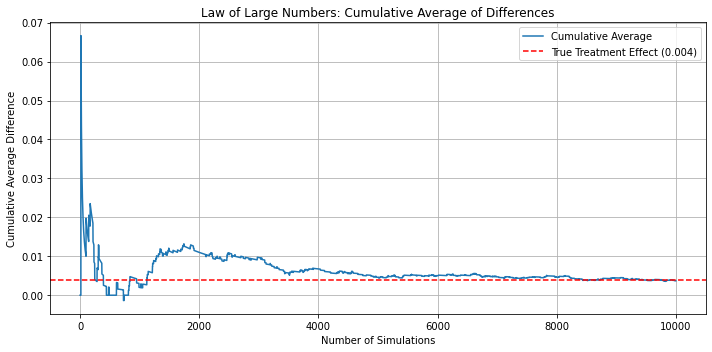 Law of Large Numbers: Cumulative Average of Differences
0.07
0.06
0.05
0.04
0.03
0.02
0.01
0.00
Cumulative Average Difference
Cumulative Average
True Treatment Effect (0.004)
0 2000 4000 6000 8000 10000
Number of Simulations